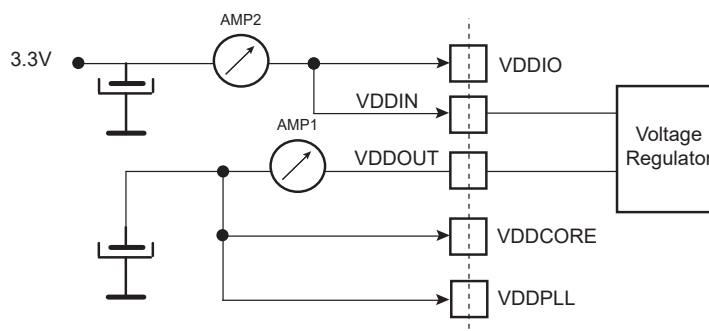 AMP2
3.3V
VDDIO
VDDIN
AMP1
VDDOUT
Voltage
Regulator
VDDCORE
VDDPLL